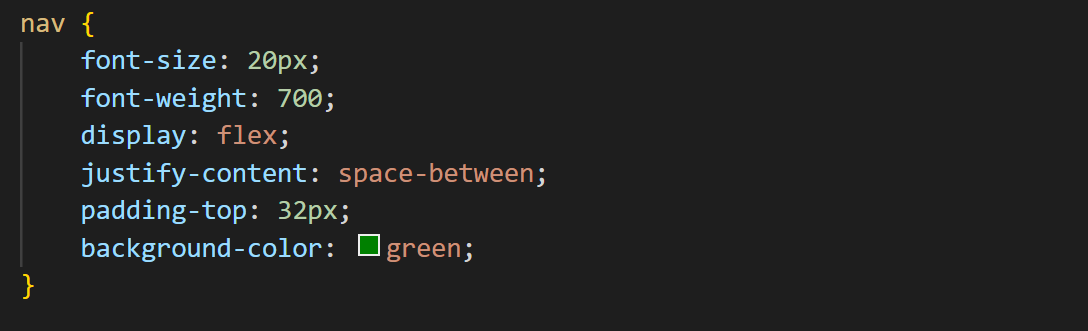 nav {
    font-size: 20px;
    font-weight: 700;
    display: flex;
    justify-content: space-between;
    padding-top: 32px;
    background-color: green;
}